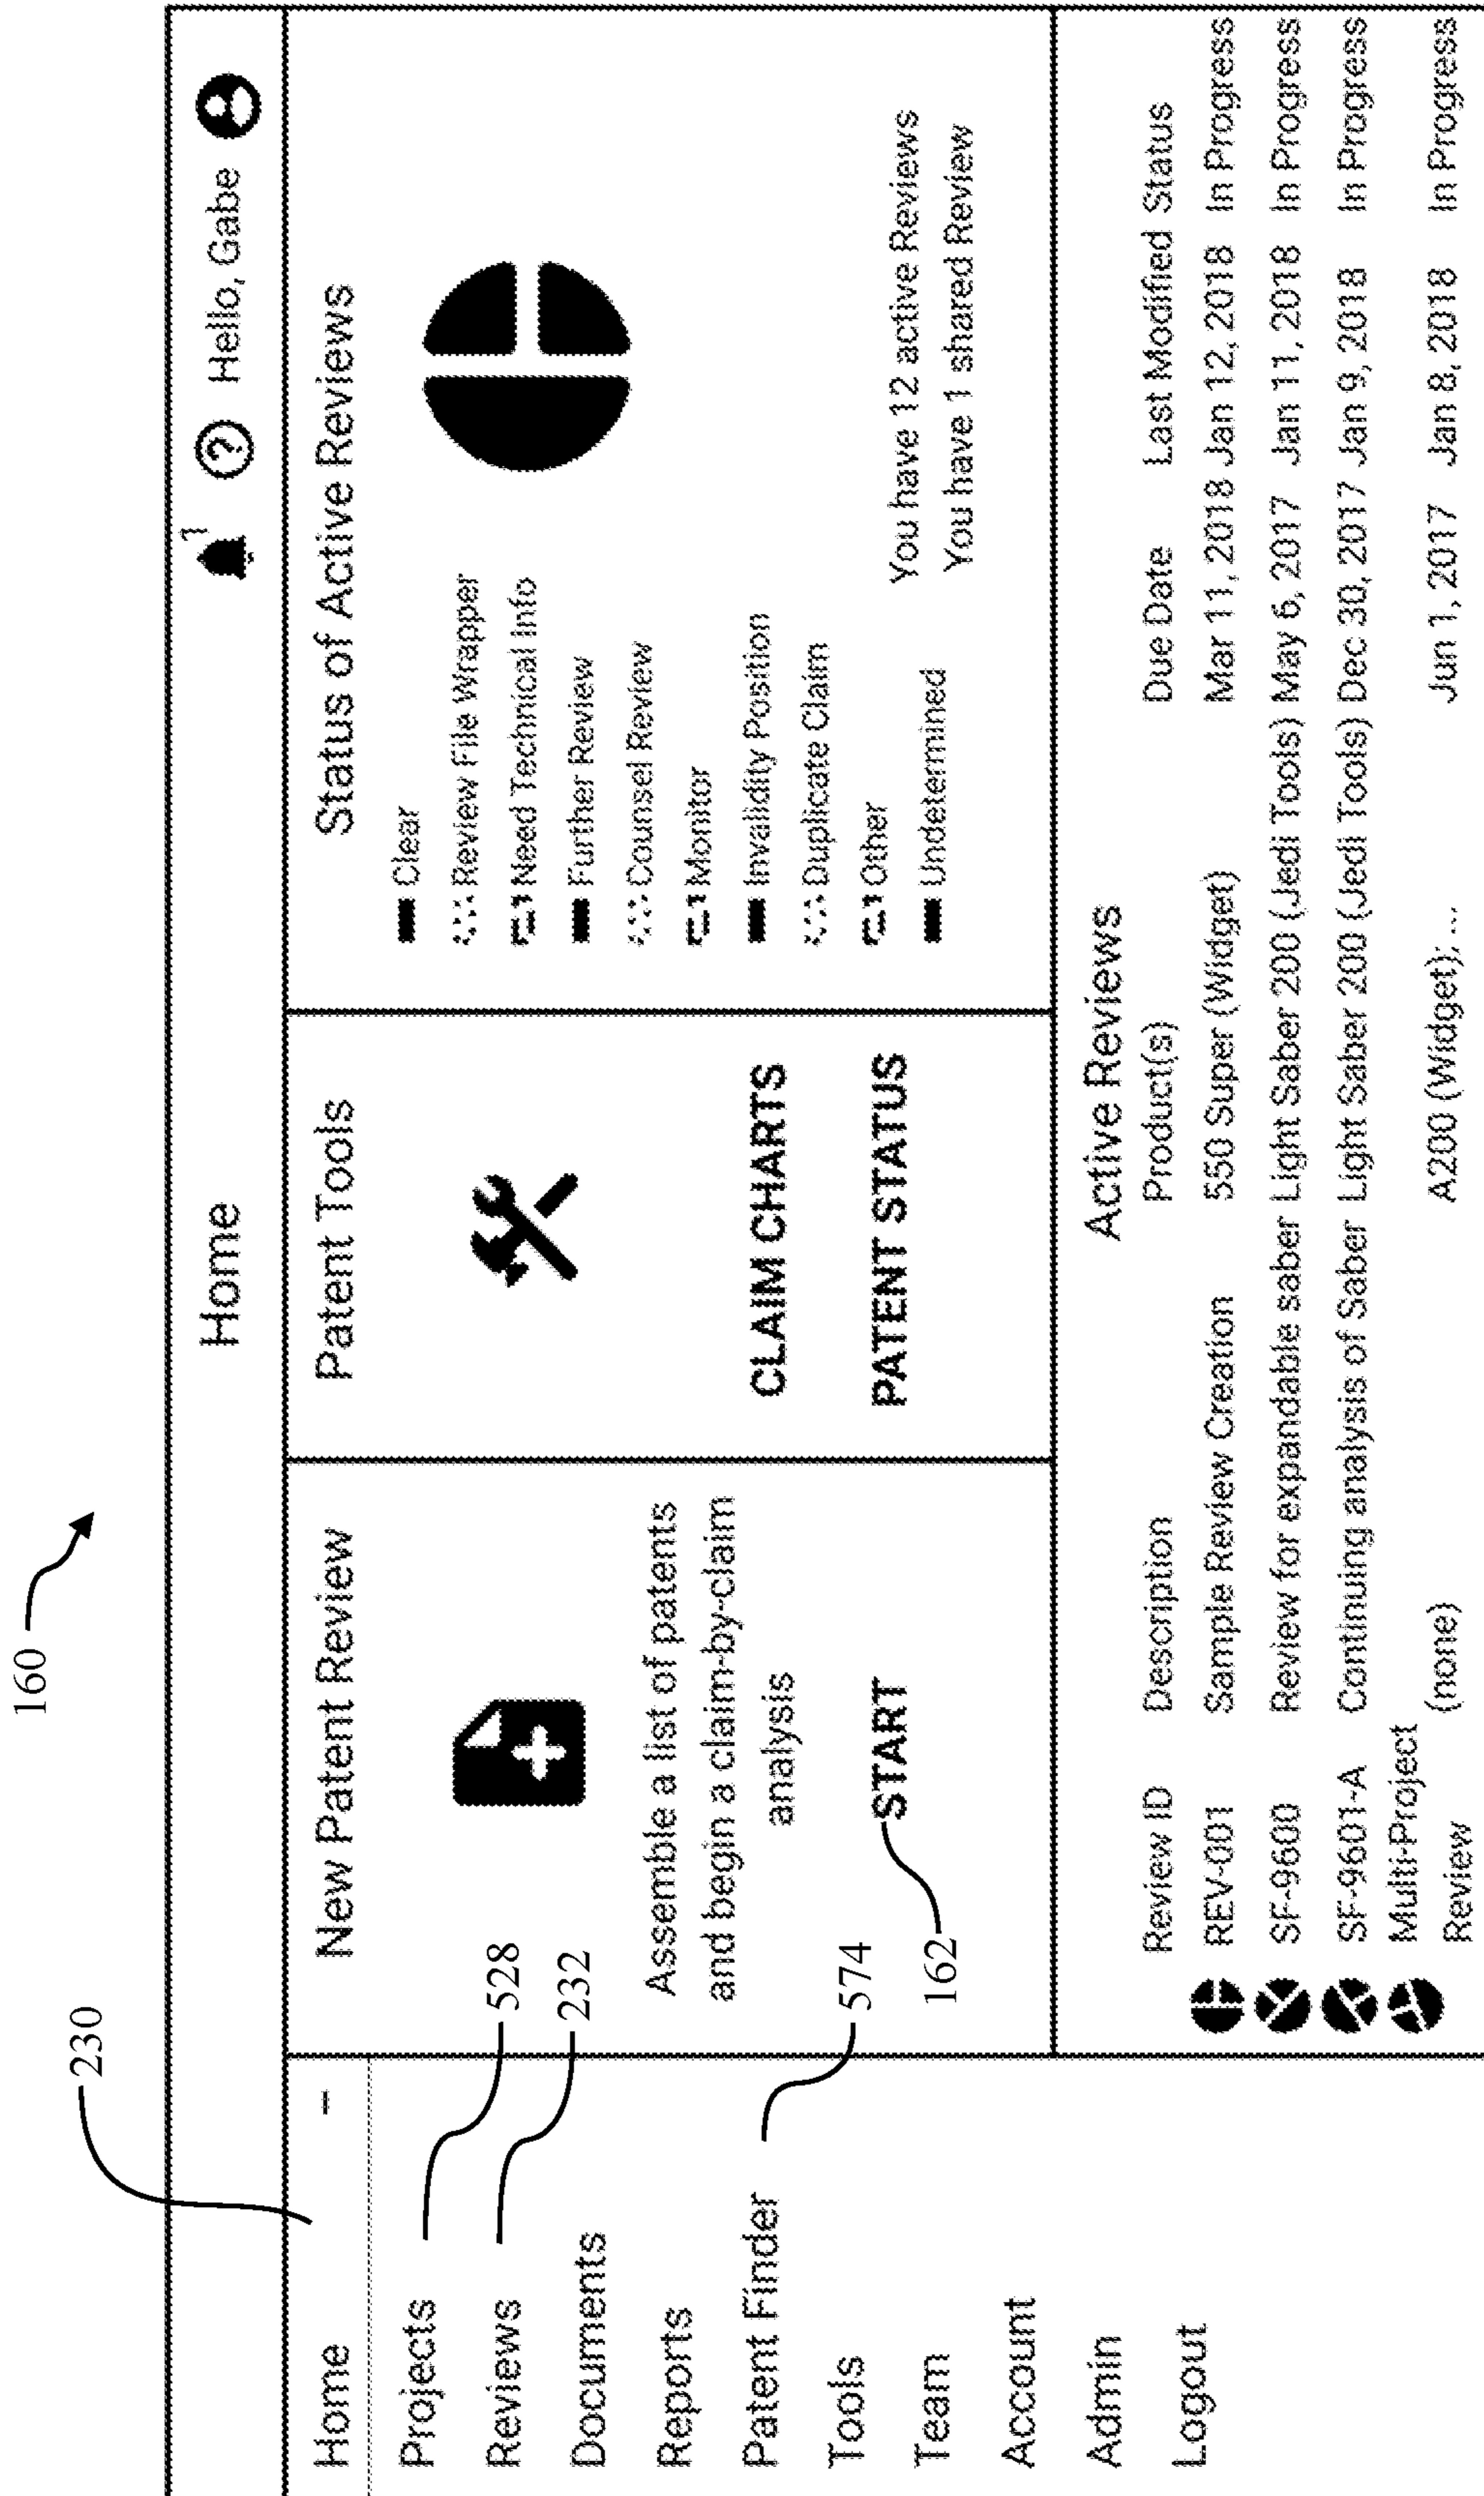 160
230
Home
1
?
Hello, Gabe
Home
–
Projects
Reviews
Documents
Reports
Patent Finder
Tools
Team
Account
Admin
Logout
528
232
574
162
New Patent Review
Assemble a list of patents
and begin a claim-by-claim
analysis
START
Patent Tools
CLAIM CHARTS
PATENT STATUS
Status of Active Reviews
Clear
Review File Wrapper
Need Technical Info
Further Review
Counsel Review
Monitor
Invalidity Position
Duplicate Claim
Other
Undetermined
You have 12 active Reviews
You have 1 shared Review
Active Reviews
Review ID Description Product(s) Due Date Last Modified Status
REV-001 Sample Review Creation 550 Super (Widget) Mar 11, 2018 Jan 12, 2018 In Progress
SF-9600 Review for expandable saber Light Saber 200 (Jedi Tools) May 6, 2017 Jan 11, 2018 In Progress
SF-9601-A Continuing analysis of Saber Light Saber 200 (Jedi Tools) Dec 30, 2017 Jan 9, 2018 In Progress
Multi-Project
Review (none) A200 (Widget); ... Jun 1, 2017 Jan 8, 2018 In Progress